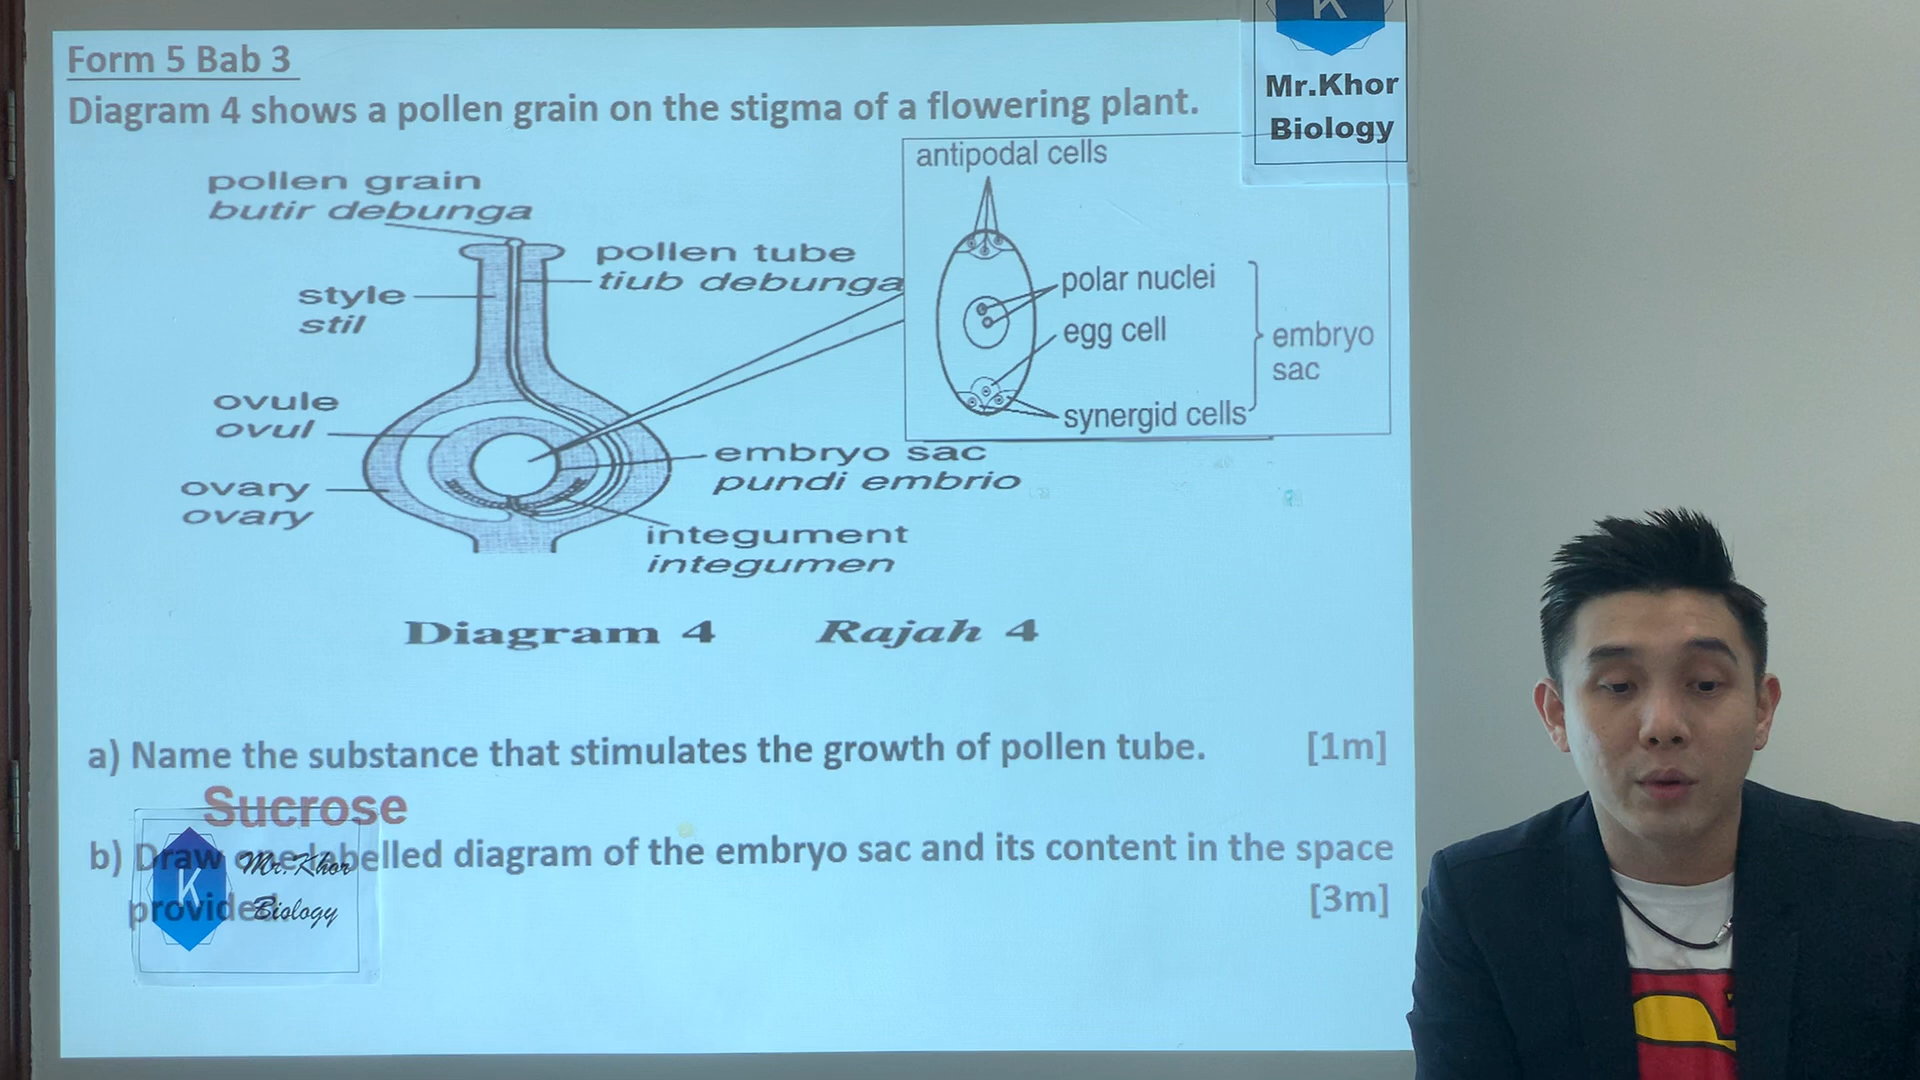 Form 5 Bab 3
Diagram 4 shows a pollen grain on the stigma of a flowering plant.
K
Mr.Khor
Biology
pollen grain
butir debunga
pollen tube
tiub debunga
style
stil
ovule
ovul
ovary
ovary
embryo sac
pundi embrio
integument
integumen
antipodal cells
polar nuclei
egg cell
synergid cells
embryo
sac
Diagram 4 Rajah 4
a) Name the substance that stimulates the growth of pollen tube. [1m]
Sucrose
b) Draw one labelled diagram of the embryo sac and its content in the space
provided. [3m]
K
Mr.Khor
Biology